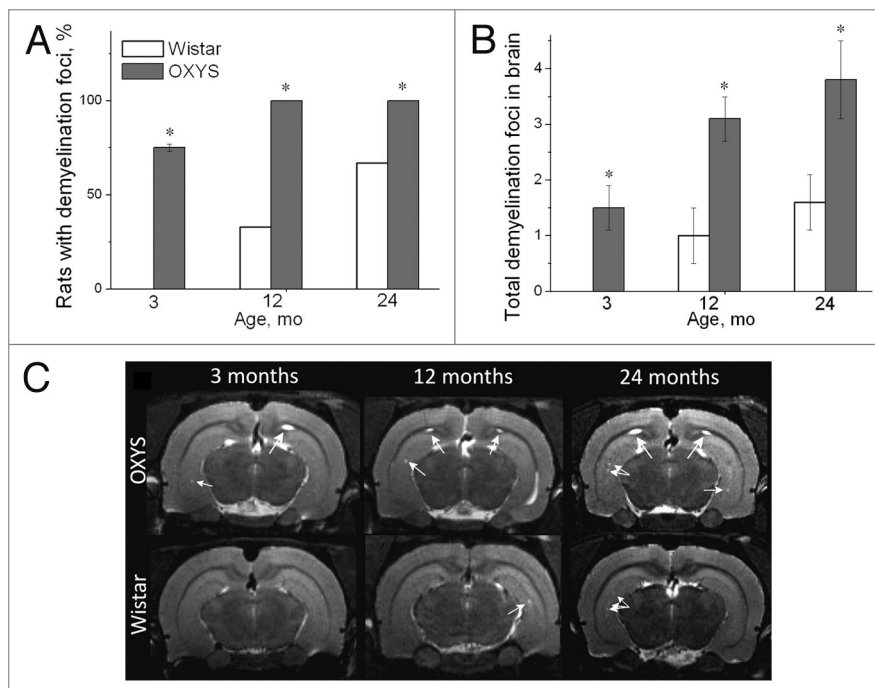 A
Rats with demyelination foci, %
Wistar
OXYS
100
50
0
*
*
*
3
12
24
Age, mo
B
Total demyelination foci in brain
4
3
2
1
0
*
*
*
3
12
24
Age, mo
C
3 months
12 months
24 months
OXYS
Wistar